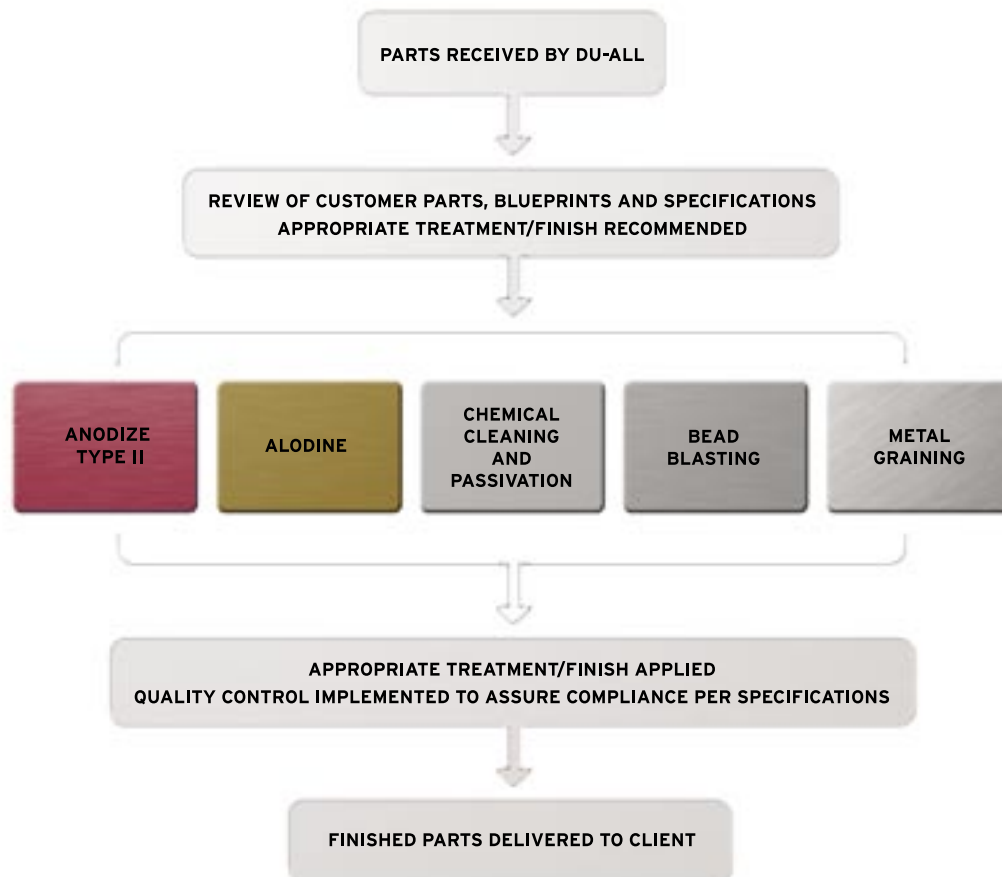 PARTS RECEIVED BY DU-ALL
REVIEW OF CUSTOMER PARTS, BLUEPRINTS AND SPECIFICATIONS
APPROPRIATE TREATMENT/FINISH RECOMMENDED
ANODIZE
TYPE II
ALODINE
CHEMICAL
CLEANING
AND
PASSIVATION
BEAD
BLASTING
METAL
GRAINING
APPROPRIATE TREATMENT/FINISH APPLIED
QUALITY CONTROL IMPLEMENTED TO ASSURE COMPLIANCE PER SPECIFICATIONS
FINISHED PARTS DELIVERED TO CLIENT